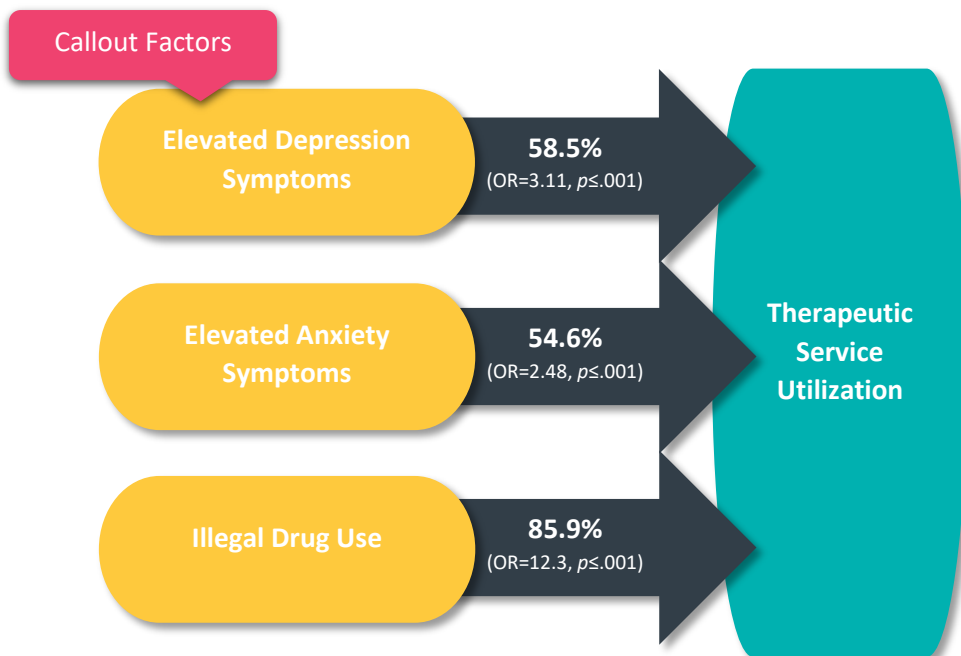 Callout Factors
Elevated Depression
Symptoms
58.5%
(OR=3.11, p≤.001)
Elevated Anxiety
Symptoms
54.6%
(OR=2.48, p≤.001)
Illegal Drug Use
85.9%
(OR=12.3, p≤.001)
Therapeutic
Service
Utilization